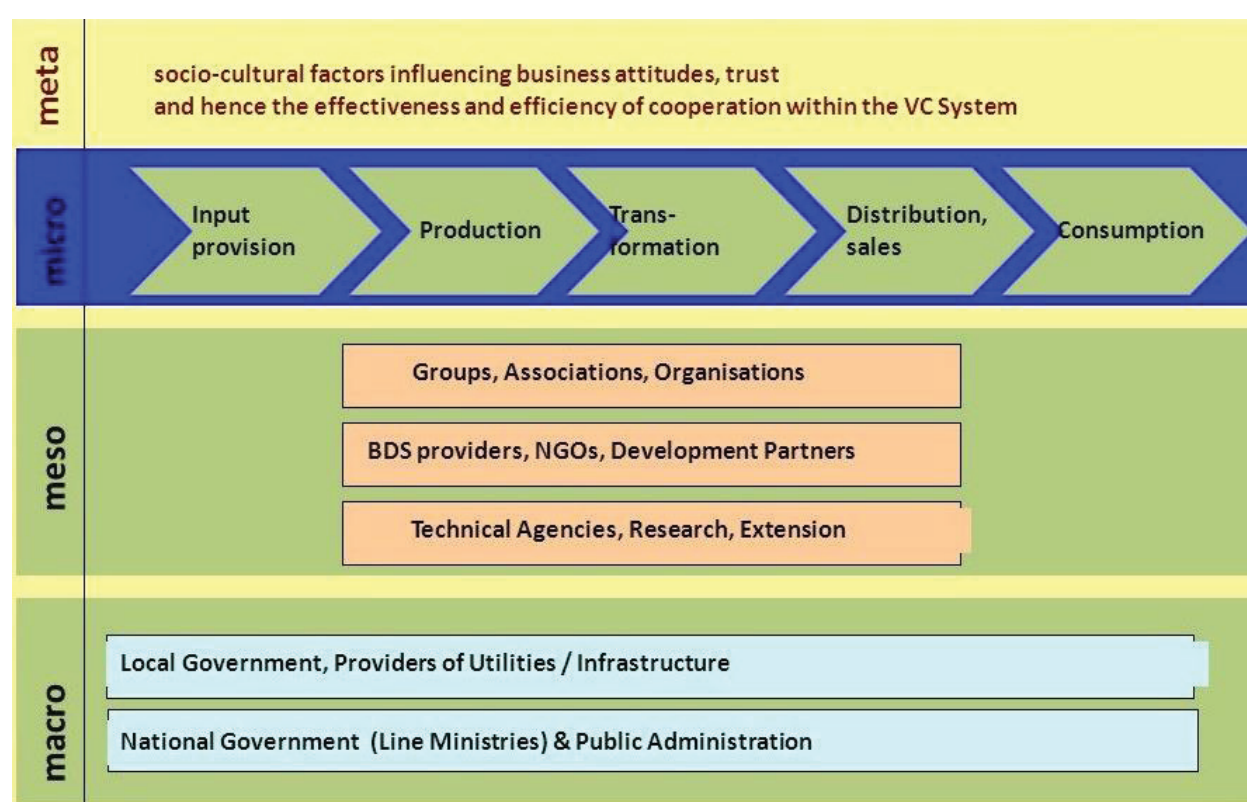 meta
socio-cultural factors influencing business attitudes, trust
and hence the effectiveness and efficiency of cooperation within the VC System
micro
Input
provision
Production
Trans-
formation
Distribution,
sales
Consumption
meso
Groups, Associations, Organisations
BDS providers, NGOs, Development Partners
Technical Agencies, Research, Extension
macro
Local Government, Providers of Utilities / Infrastructure
National Government (Line Ministries) & Public Administration